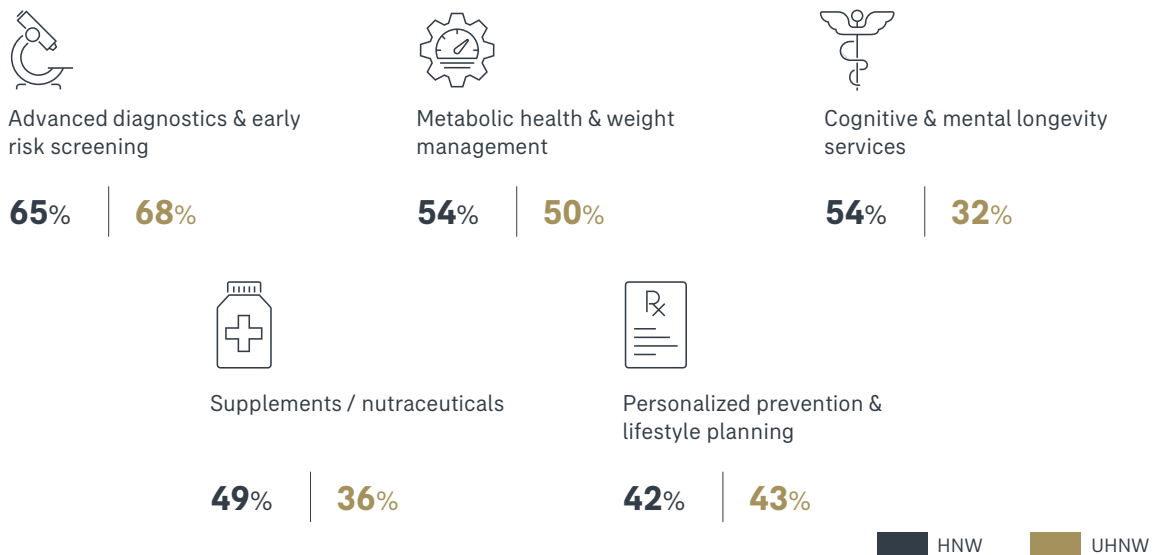 Advanced diagnostics & early
risk screening
65% 68%
Metabolic health & weight
management
54% 50%
Cognitive & mental longevity
services
54% 32%
Supplements / nutraceuticals
49% 36%
Rx
Personalized prevention &
lifestyle planning
42% 43%
HNW UHNW